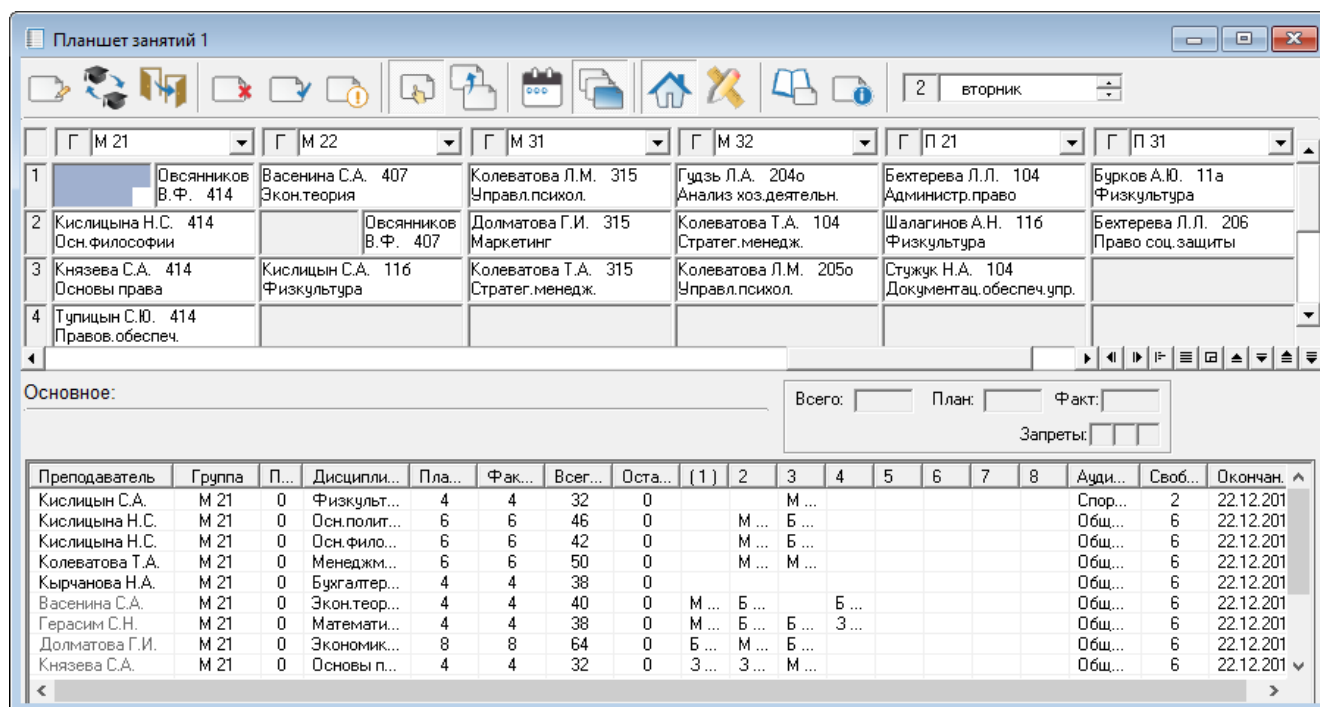 Планшет занятий 1
2 вторник
Г М 21 Г М 22 Г М 31 Г М 32 Г П 21 Г П 31
1 Овсянников Васенина С.А. 407 Колеватова Л.М. 315 Гудзь Л.А. 204о Бехтерева Л.Л. 104 Бурков А.Ю. 11а
В.Ф. 414 Экон.теория Управл.психол. Анализ хоз.деятельн. Администр.право Физкультура
2 Кислицына Н.С. 414 Овсянников Долматова Г.И. 315 Колеватова Т.А. 104 Шалагинов А.Н. 11б Бехтерева Л.Л. 206
Осн.философии В.Ф. 407 Маркетинг Стратег.менедж. Физкультура Право соц.защиты
3 Князева С.А. 414 Кислицын С.А. 11б Колеватова Т.А. 315 Колеватова Л.М. 205о Стужук Н.А. 104
Основы права Физкультура Стратег.менедж. Управл.психол. Документац.обеспеч.упр.
4 Тупицын С.Ю. 414
Правов.обеспеч.
Основное:
Всего: План: Факт:
Запреты:
Преподаватель Группа П... Дисципли... Пла... Фак... Всег... Оста... ( 1 ) 2 3 4 5 6 7 8 Ауди... Своб... Окончан.
Кислицын С.А. М 21 0 Физкульт... 4 4 32 0 М ... Спор... 2 22.12.201
Кислицына Н.С. М 21 0 Осн.полит... 6 6 46 0 М ... Б ... Общ... 6 22.12.201
Кислицына Н.С. М 21 0 Осн.фило... 6 6 42 0 М ... Б ... Общ... 6 22.12.201
Колеватова Т.А. М 21 0 Менеджм... 6 6 50 0 М ... М ... Общ... 6 22.12.201
Кырчанова Н.А. М 21 0 Бухгалтер... 4 4 38 0 Общ... 6 22.12.201
Васенина С.А. М 21 0 Экон.теор... 4 4 40 0 М ... Б ... Б ... Общ... 6 22.12.201
Герасим С.Н. М 21 0 Математи... 4 4 38 0 М ... Б ... Б ... З ... Общ... 6 22.12.201
Долматова Г.И. М 21 0 Экономик... 8 8 64 0 Б ... М ... Б ... Общ... 6 22.12.201
Князева С.А. М 21 0 Основы п... 4 4 32 0 З ... З ... М ... Общ... 6 22.12.201